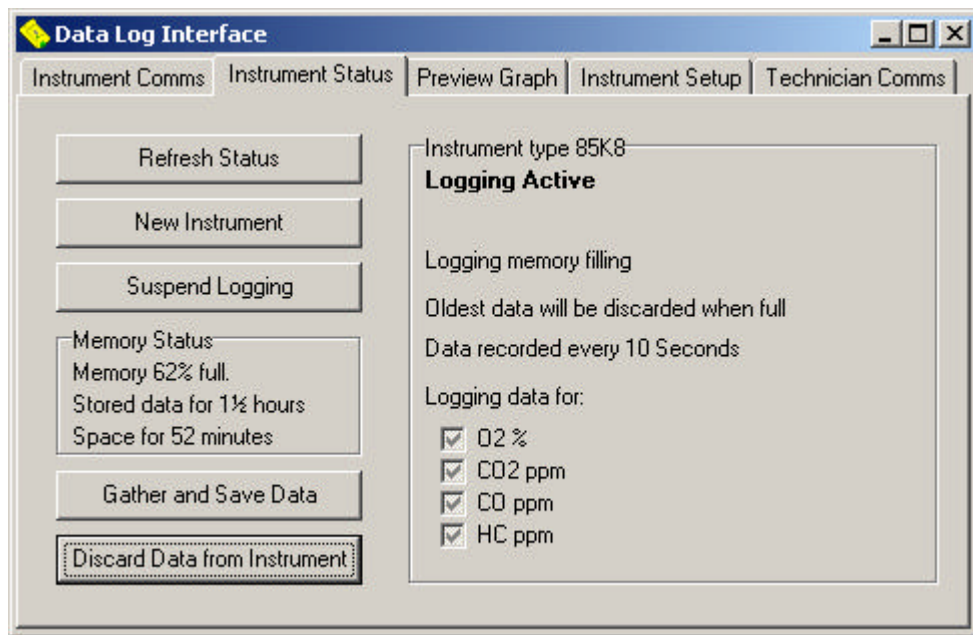 Data Log Interface
Instrument Comms
Instrument Status
Preview Graph
Instrument Setup
Technician Comms
Refresh Status
New Instrument
Suspend Logging
Memory Status
Memory 62% full.
Stored data for 1½ hours
Space for 52 minutes
Gather and Save Data
Discard Data from Instrument
Instrument type 85K8
Logging Active
Logging memory filling
Oldest data will be discarded when full
Data recorded every 10 Seconds
Logging data for:
O2 %
CO2 ppm
CO ppm
HC ppm